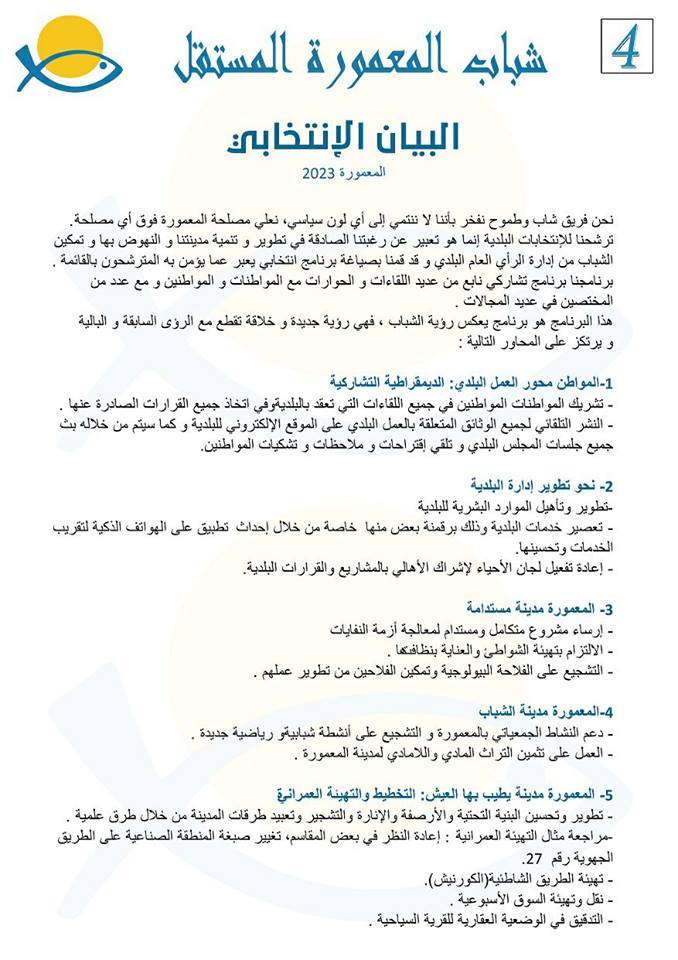 4
شباب المعمورة المستقل
البيان الإنتخابي
المعمورة 2023
نحن فريق شاب وطموح نفخر بأننا لا ننتمي إلى أي لون سياسي، نعلي مصلحة المعمورة فوق أي مصلحة.
ترشحنا للإنتخابات البلدية إنما هو تعبير عن رغبتنا الصادقة في تطوير و تنمية مدينتنا و النهوض بها و تمكين
الشباب من إدارة الرأي العام البلدي و قد قمنا بصياغة برنامج انتخابي يعبر عما يؤمن به المترشحون بالقائمة .
برنامجنا برنامج تشاركي نابع من عديد اللقاءات و الحوارات مع المواطنات و المواطنين و مع عدد من
المختصين في عديد المجالات .
هذا البرنامج هو برنامج يعكس رؤية الشباب ، فهي رؤية جديدة و خلاقة تقطع مع الرؤى السابقة و البالية
و يرتكز على المحاور التالية :
1-المواطن محور العمل البلدي: الديمقراطية التشاركية
- تشريك المواطنات المواطنين في جميع اللقاءات التي تعقد بالبلديةوفي اتخاذ جميع القرارات الصادرة عنها .
- النشر التلقائي لجميع الوثائق المتعلقة بالعمل البلدي على الموقع الإلكتروني للبلدية و كما سيتم من خلاله بث
جميع جلسات المجلس البلدي و تلقي إقتراحات و ملاحظات و تشكيات المواطنين.
2- نحو تطوير إدارة البلدية
-تطوير وتأهيل الموارد البشرية للبلدية
- تعصير خدمات البلدية وذلك برقمنة بعض منها خاصة من خلال إحداث تطبيق على الهواتف الذكية لتقريب
الخدمات وتحسينها.
- إعادة تفعيل لجان الأحياء لإشراك الأهالي بالمشاريع والقرارات البلدية.
3- المعمورة مدينة مستدامة
- إرساء مشروع متكامل ومستدام لمعالجة أزمة النفايات
- الالتزام بتهيئة الشواطئ والعناية بنظافتها .
- التشجيع على الفلاحة البيولوجية وتمكين الفلاحين من تطوير عملهم .
4-المعمورة مدينة الشباب
- دعم النشاط الجمعياتي بالمعمورة و التشجيع على أنشطة شبابيةو رياضية جديدة .
- العمل على تثمين التراث المادي واللامادي لمدينة المعمورة .
5- المعمورة مدينة يطيب بها العيش: التخطيط والتهيئة العمرانية
- تطوير وتحسين البنية التحتية والأرصفة والإنارة والتشجير وتعبيد طرقات المدينة من خلال طرق علمية .
-مراجعة مثال التهيئة العمرانية : إعادة النظر في بعض المقاسم، تغيير صبغة المنطقة الصناعية على الطريق
الجهوية رقم 27.
- تهيئة الطريق الشاطئية(الكورنيش).
- نقل وتهيئة السوق الأسبوعية .
- التدقيق في الوضعية العقارية للقرية السياحية .